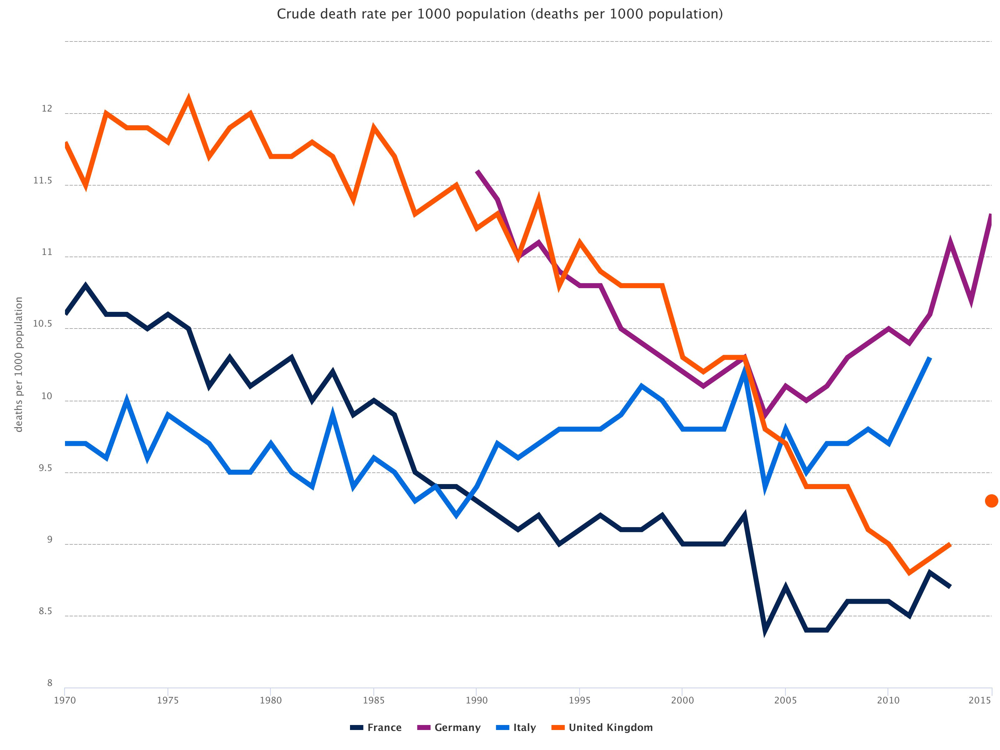 Crude death rate per 1000 population (deaths per 1000 population)
deaths per 1000 population
12
11.5
11
10.5
10
9.5
9
8.5
8
1970 1975 1980 1985 1990 1995 2000 2005 2010 2015
France Germany Italy United Kingdom